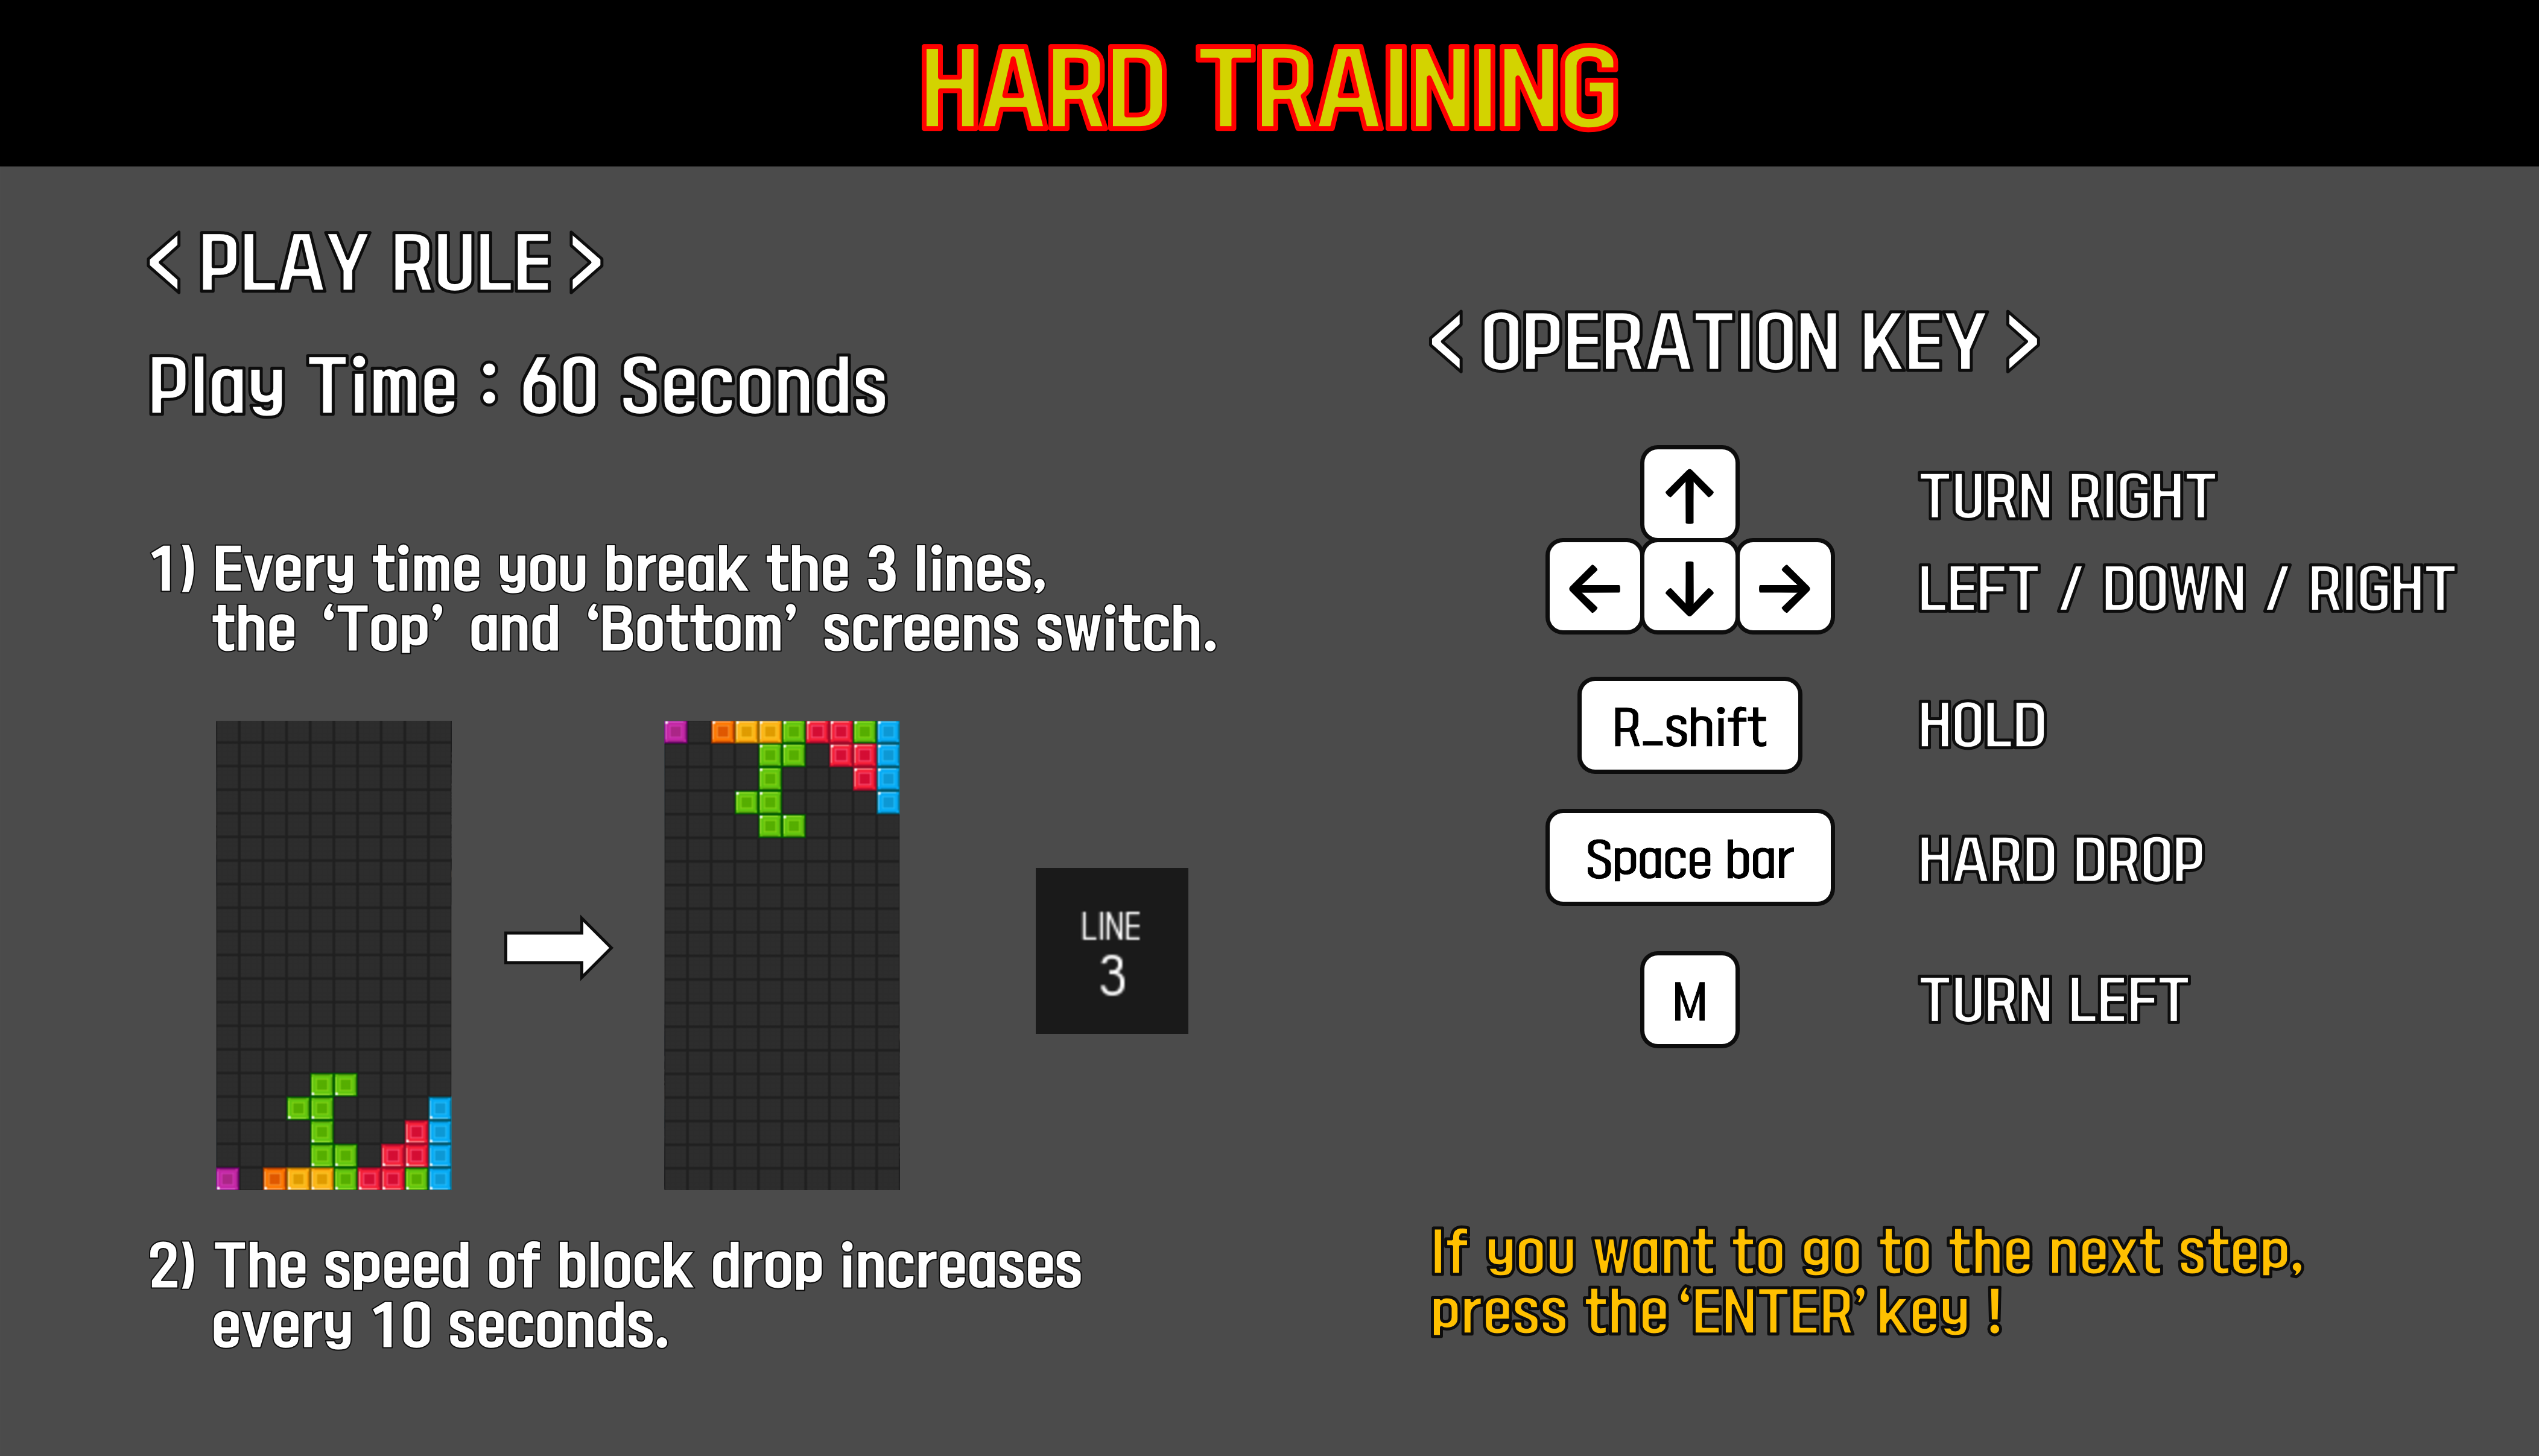 HARD TRAINING
< PLAY RULE >
Play Time : 60 Seconds
1) Every time you break the 3 lines,
the ‘Top’ and ‘Bottom’ screens switch.
LINE
3
2) The speed of block drop increases
every 10 seconds.
< OPERATION KEY >
↑ TURN RIGHT
← ↓ → LEFT / DOWN / RIGHT
R_shift HOLD
Space bar HARD DROP
M TURN LEFT
If you want to go to the next step,
press the ‘ENTER’ key !